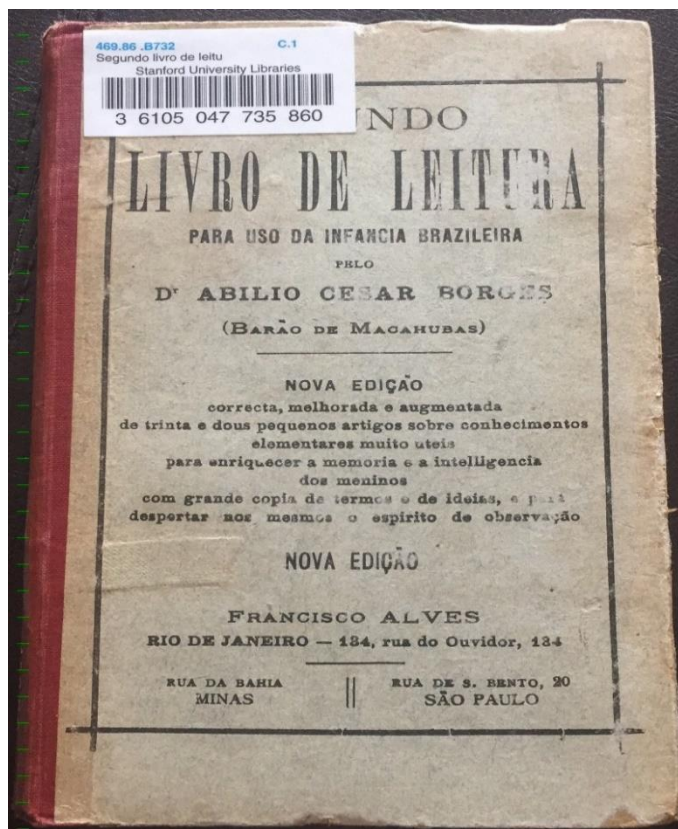 469.86 .B732 C.1
Segundo livro de leitu
Stanford University Libraries
3 6105 047 735 860
UNDO
LIVRO DE LEITURA
PARA USO DA INFANCIA BRAZILEIRA
PELO
Dr ABILIO CESAR BORGES
(BARÃO DE MACAHUBAS)
NOVA EDIÇÃO
correcta, melhorada e augmentada
de trinta e dous pequenos artigos sobre conhecimentos
elementares muito uteis
para enriquecer a memoria e a intelligencia
dos meninos
com grande copia de termos e de ideias, e para
despertar nos mesmos o espirito de observação
NOVA EDIÇÃO
FRANCISCO ALVES
RIO DE JANEIRO — 134, rua do Ouvidor, 134
RUA DA BAHIA
MINAS
RUA DE S. BENTO, 20
SÃO PAULO